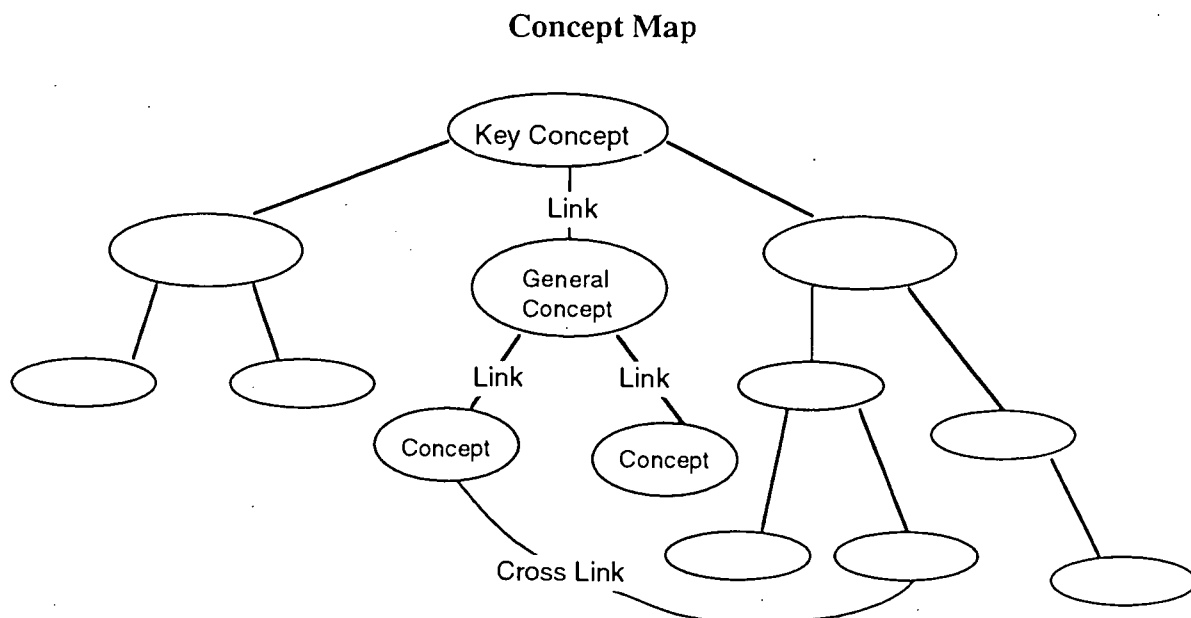 Concept Map
Key Concept
Link
General
Concept
Link
Link
Concept
Concept
Cross Link